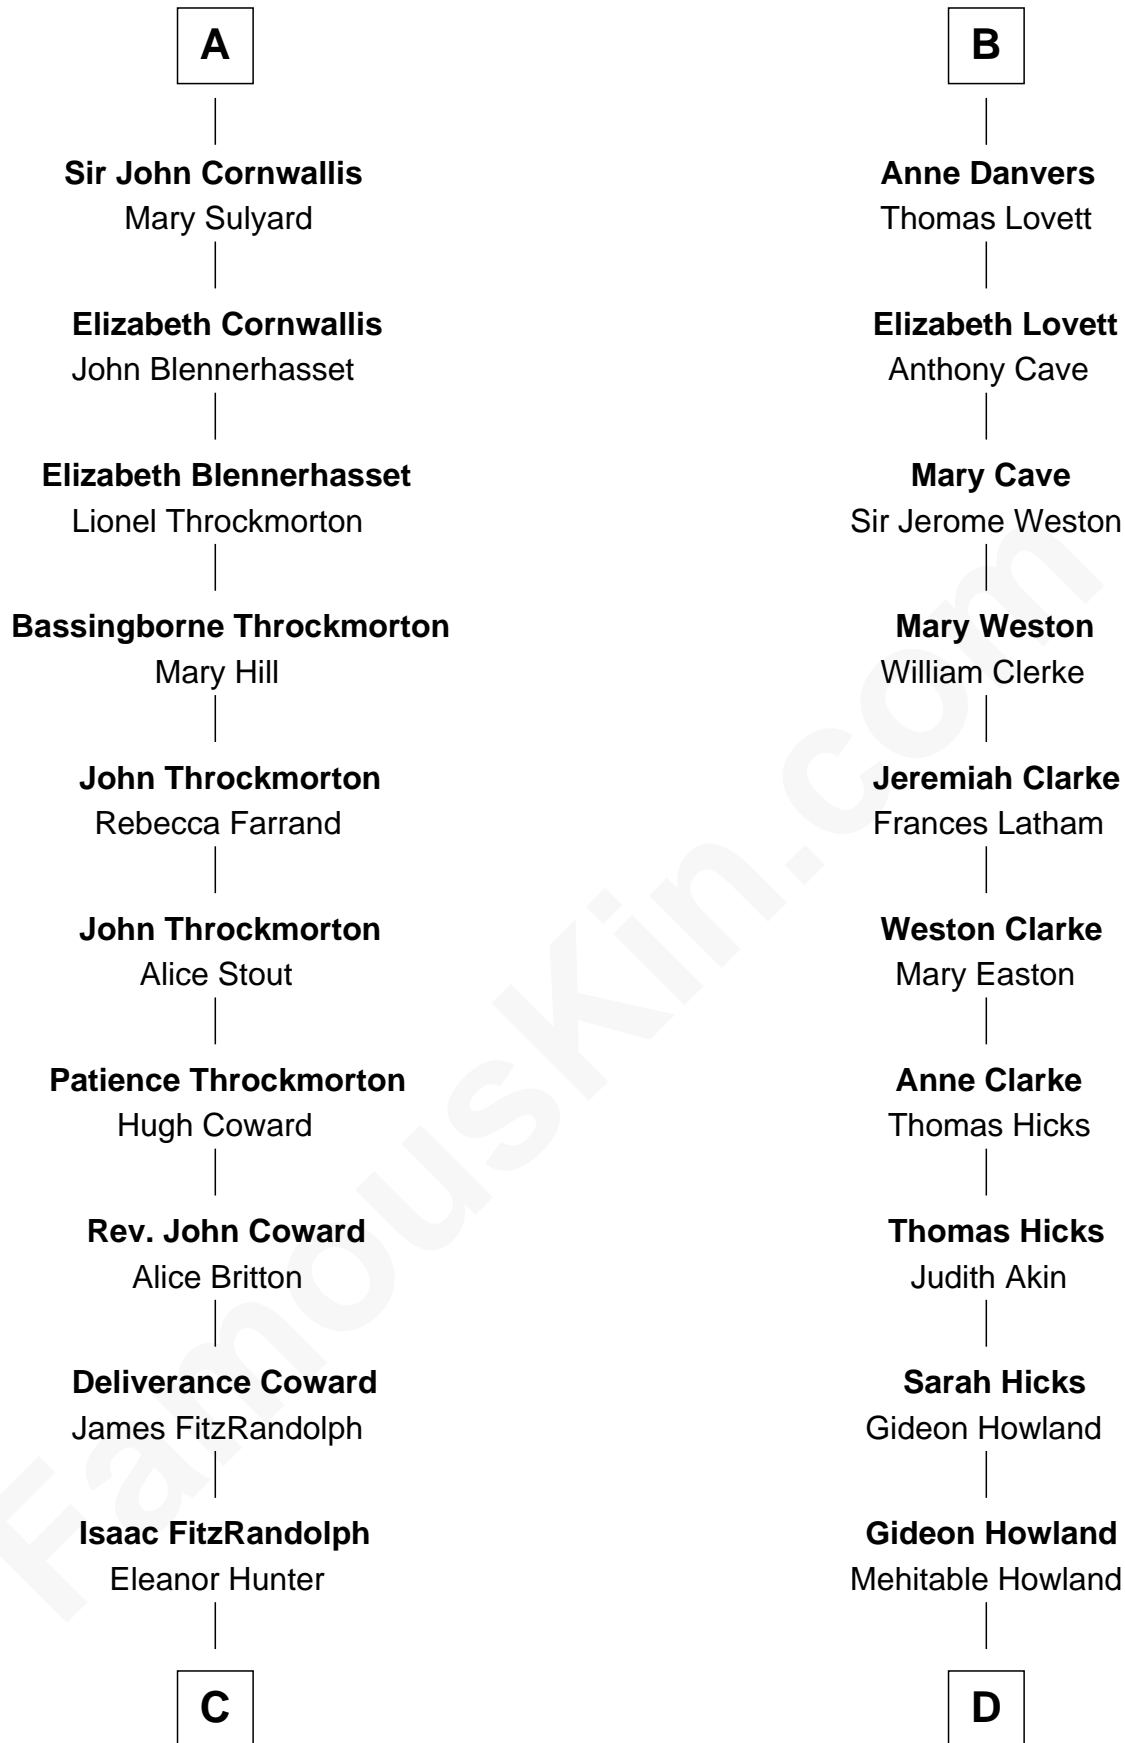 A
Sir John Cornwallis
Mary Sulyard
Elizabeth Cornwallis
John Blennerhasset
Elizabeth Blennerhasset
Lionel Throckmorton
Bassingborne Throckmorton
Mary Hill
John Throckmorton
Rebecca Farrand
John Throckmorton
Alice Stout
Patience Throckmorton
Hugh Coward
Rev. John Coward
Alice Britton
Deliverance Coward
James FitzRandolph
Isaac FitzRandolph
Eleanor Hunter
C
B
Anne Danvers
Thomas Lovett
Elizabeth Lovett
Anthony Cave
Mary Cave
Sir Jerome Weston
Mary Weston
William Clerke
Jeremiah Clarke
Frances Latham
Weston Clarke
Mary Easton
Anne Clarke
Thomas Hicks
Thomas Hicks
Judith Akin
Sarah Hicks
Gideon Howland
Gideon Howland
Mehitable Howland
D
FamousKin.com